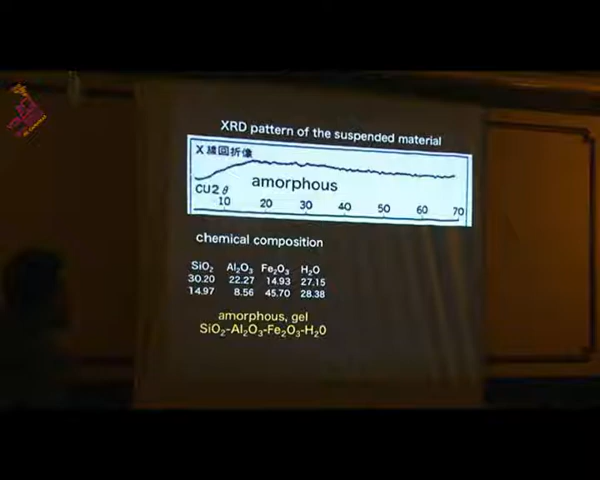 XRD pattern of the suspended material
X線回折像
amorphous
CU2θ
10 20 30 40 50 60 70
chemical composition
SiO₂ Al₂O₃ Fe₂O₃ H₂O
30.20 22.27 14.93 27.15
14.97 8.56 45.70 28.38
amorphous, gel
SiO₂-Al₂O₃-Fe₂O₃-H₂O